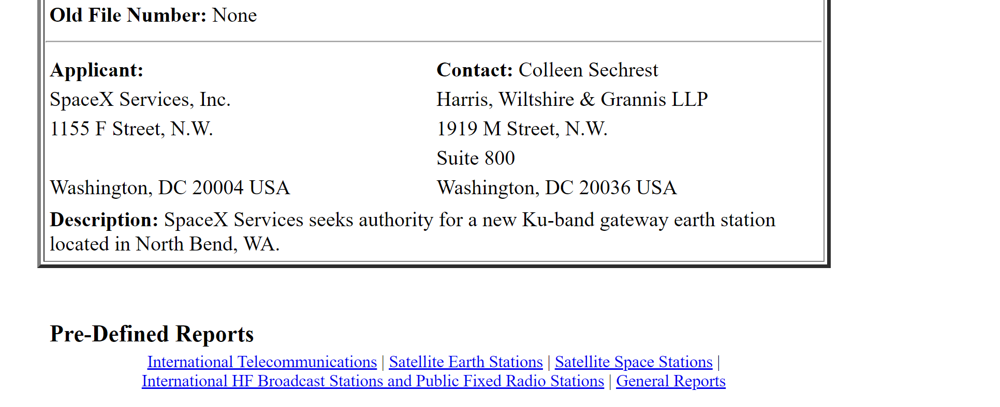 Old File Number: None
Applicant:
SpaceX Services, Inc.
1155 F Street, N.W.
Washington, DC 20004 USA
Contact: Colleen Sechrest
Harris, Wiltshire & Grannis LLP
1919 M Street, N.W.
Suite 800
Washington, DC 20036 USA
Description: SpaceX Services seeks authority for a new Ku-band gateway earth station
located in North Bend, WA.
Pre-Defined Reports
International Telecommunications | Satellite Earth Stations | Satellite Space Stations |
International HF Broadcast Stations and Public Fixed Radio Stations | General Reports